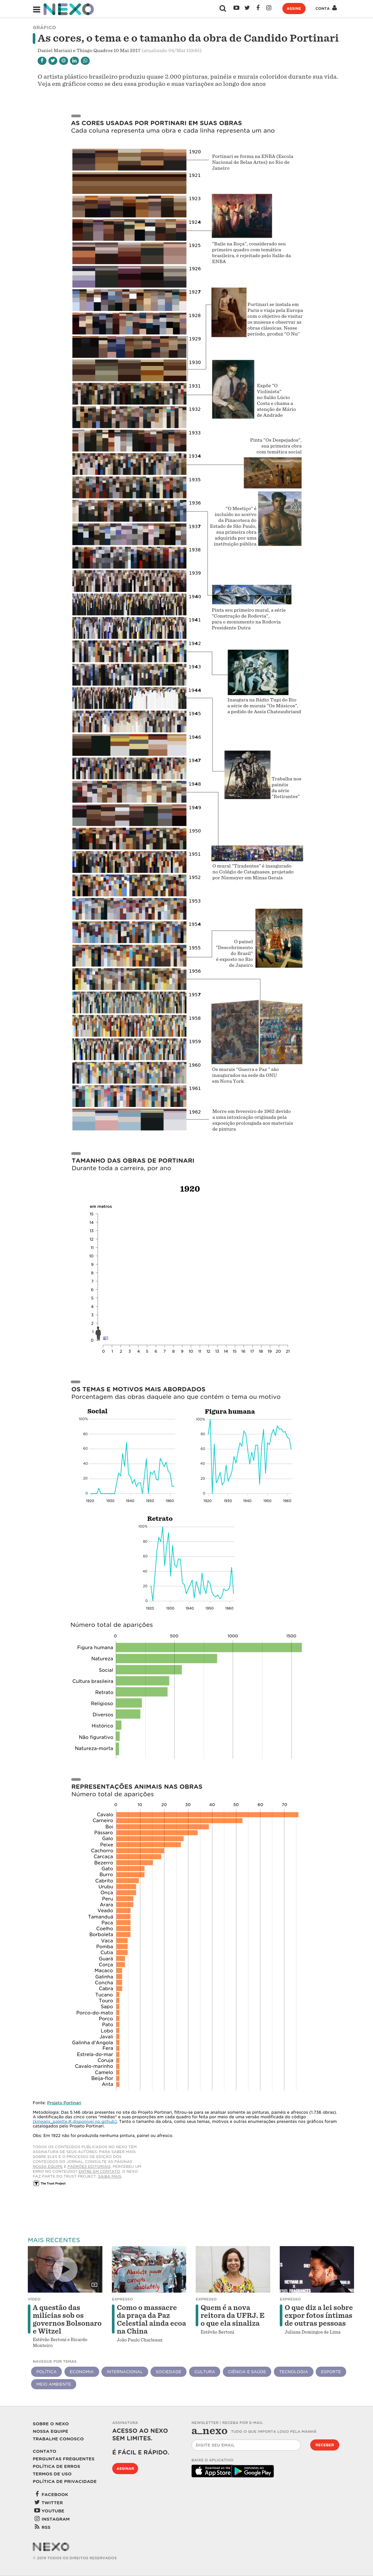 NEXO
ASSINE
CONTA
GRÁFICO
As cores, o tema e o tamanho da obra de Candido Portinari
Daniel Mariani e Thiago Quadros 10 Mai 2017 (atualizado 04/Mai 10h46)
O artista plástico brasileiro produziu quase 2.000 pinturas, painéis e murais coloridos durante sua vida.
Veja em gráficos como se deu essa produção e suas variações ao longo dos anos
AS CORES USADAS POR PORTINARI EM SUAS OBRAS
Cada coluna representa uma obra e cada linha representa um ano
1920
Portinari se forma na ENBA (Escola
Nacional de Belas Artes) no Rio de
Janeiro
1921
1923
1924
1925
"Baile na Roça", considerado seu
primeiro quadro com temática
brasileira, é rejeitado pelo Salão da
ENBA
1926
1927
Portinari se instala em
Paris e viaja pela Europa
com o objetivo de visitar
os museus e observar as
obras clássicas. Nesse
período, produz "O Nu"
1928
1929
1930
1931
Expõe "O
Violinista"
no Salão Lúcio
Costa e chama a
atenção de Mário
de Andrade
1932
1933
Pinta "Os Despejados",
sua primeira obra
com temática social
1934
1935
1936
"O Mestiço" é
incluído no acervo
da Pinacoteca do
Estado de São Paulo,
sua primeira obra
adquirida por uma
instituição pública
1937
1938
1939
1940
Pinta seu primeiro mural, a série
"Construção de Rodovia",
para o monumento na Rodovia
Presidente Dutra
1941
1942
1943
1944
Inaugura na Rádio Tupi do Rio
a série de murais "Os Músicos",
a pedido de Assis Chateaubriand
1945
1946
1947
Trabalha nos
painéis
da série
"Retirantes"
1948
1949
1950
1951
O mural "Tiradentes" é inaugurado
no Colégio de Cataguases, projetado
por Niemeyer em Minas Gerais
1952
1953
1954
1955
O painel
"Descobrimento
do Brasil"
é exposto no Rio
de Janeiro
1956
1957
1958
1959
1960
Os murais "Guerra e Paz" são
inaugurados na sede da ONU
em Nova York
1961
1962
Morre em fevereiro de 1962 devido
a uma intoxicação originada pela
exposição prolongada aos materiais
de pintura
TAMANHO DAS OBRAS DE PORTINARI
Durante toda a carreira, por ano
1920
em metros
15
14
13
12
11
10
9
8
7
6
5
4
3
2
1
0
0 1 2 3 4 5 6 7 8 9 10 11 12 13 14 15 16 17 18 19 20 21
OS TEMAS E MOTIVOS MAIS ABORDADOS
Porcentagem das obras daquele ano que contém o tema ou motivo
Social
100%
80
60
40
20
0
1920 1930 1940 1950 1960
Figura humana
100%
80
60
40
20
0
1920 1930 1940 1950 1960
Retrato
100%
80
60
40
20
0
1920 1930 1940 1950 1960
Número total de aparições
0 500 1000 1500
Figura humana
Natureza
Social
Cultura brasileira
Retrato
Religioso
Diversos
Histórico
Não figurativo
Natureza-morta
REPRESENTAÇÕES ANIMAIS NAS OBRAS
Número total de aparições
0 10 20 30 40 50 60 70
Cavalo
Carneiro
Boi
Pássaro
Galo
Peixe
Cachorro
Carcaça
Bezerro
Gato
Burro
Cabrito
Urubu
Onça
Peru
Arara
Veado
Tamanduá
Paca
Coelho
Borboleta
Vaca
Pomba
Cutia
Guará
Corça
Macaco
Galinha
Concha
Cabra
Tucano
Touro
Sapo
Porco-do-mato
Porco
Pato
Lobo
Javali
Galinha d'Angola
Fera
Estrela-do-mar
Coruja
Cavalo-marinho
Camelo
Beija-flor
Anta
Fonte: Projeto Portinari
Metodologia: Das 5.146 obras presentes no site do Projeto Portinari, filtrou-se para se analisar somente as pinturas, painéis e afrescos (1.736 obras).
A identificação das cinco cores "médias" e suas proporções em cada quadro foi feita com base em uma versão modificada do código
Obs: Em 1922 não foi produzida nenhuma pintura, painel ou afresco.
TODOS OS CONTEÚDOS PUBLICADOS NO NEXO TÊM
ASSINATURA DE SEUS AUTORES. PARA SABER MAIS
SOBRE ELES E O PROCESSO DE EDIÇÃO DOS
CONTEÚDOS DO JORNAL, CONSULTE AS PÁGINAS
NOSSA EQUIPE E PADRÕES EDITORIAIS. PERCEBEU UM
ERRO NO CONTEÚDO? ENTRE EM CONTATO. O NEXO
FAZ PARTE DO TRUST PROJECT. SAIBA MAIS.
The Trust Project
MAIS RECENTES
VÍDEO
A questão das
milícias sob os
governos Bolsonaro
e Witzel
Estêvão Bertoni e Ricardo
Monteiro
EXPRESSO
Como o massacre
da praça da Paz
Celestial ainda ecoa
na China
João Paulo Charleaux
EXPRESSO
Quem é a nova
reitora da UFRJ. E
o que ela sinaliza
Estêvão Bertoni
EXPRESSO
O que diz a lei sobre
expor fotos íntimas
de outras pessoas
Juliana Domingos de Lima
NAVEGUE POR TEMAS
POLÍTICA
ECONOMIA
INTERNACIONAL
SOCIEDADE
CULTURA
CIÊNCIA E SAÚDE
TECNOLOGIA
ESPORTE
MEIO AMBIENTE
SOBRE O NEXO
NOSSA EQUIPE
TRABALHE CONOSCO
CONTATO
PERGUNTAS FREQUENTES
POLÍTICA DE ERROS
TERMOS DE USO
POLÍTICA DE PRIVACIDADE
FACEBOOK
TWITTER
YOUTUBE
INSTAGRAM
RSS
ASSINATURA
ACESSO AO NEXO
SEM LIMITES.
É FÁCIL E RÁPIDO.
ASSINAR
NEWSLETTER | RECEBA POR E-MAIL
a_nexo TUDO O QUE IMPORTA LOGO PELA MANHÃ
DIGITE SEU EMAIL
RECEBER
BAIXE O APLICATIVO
App Store
Google Play
NEXO
© 2019 TODOS OS DIREITOS RESERVADOS